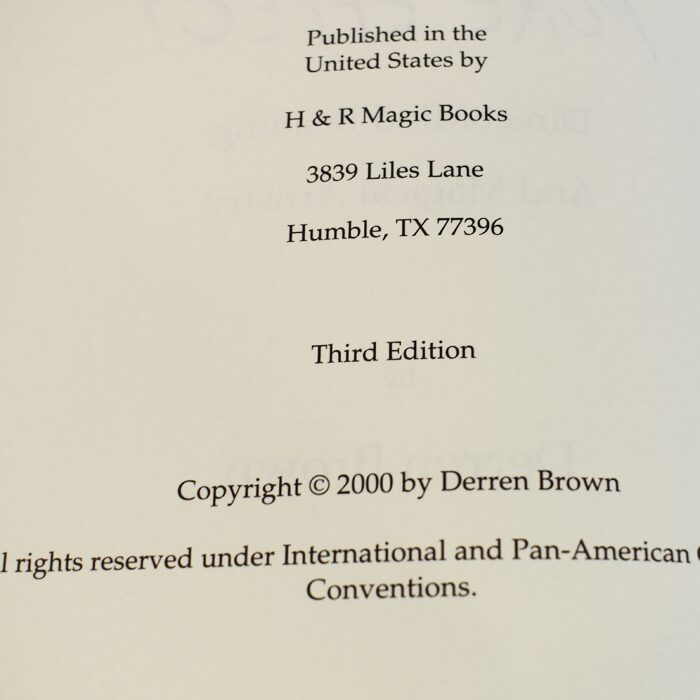 Published in the
United States by
H & R Magic Books
3839 Liles Lane
Humble, TX 77396
Third Edition
Copyright © 2000 by Derren Brown
l rights reserved under International and Pan-American
Conventions.